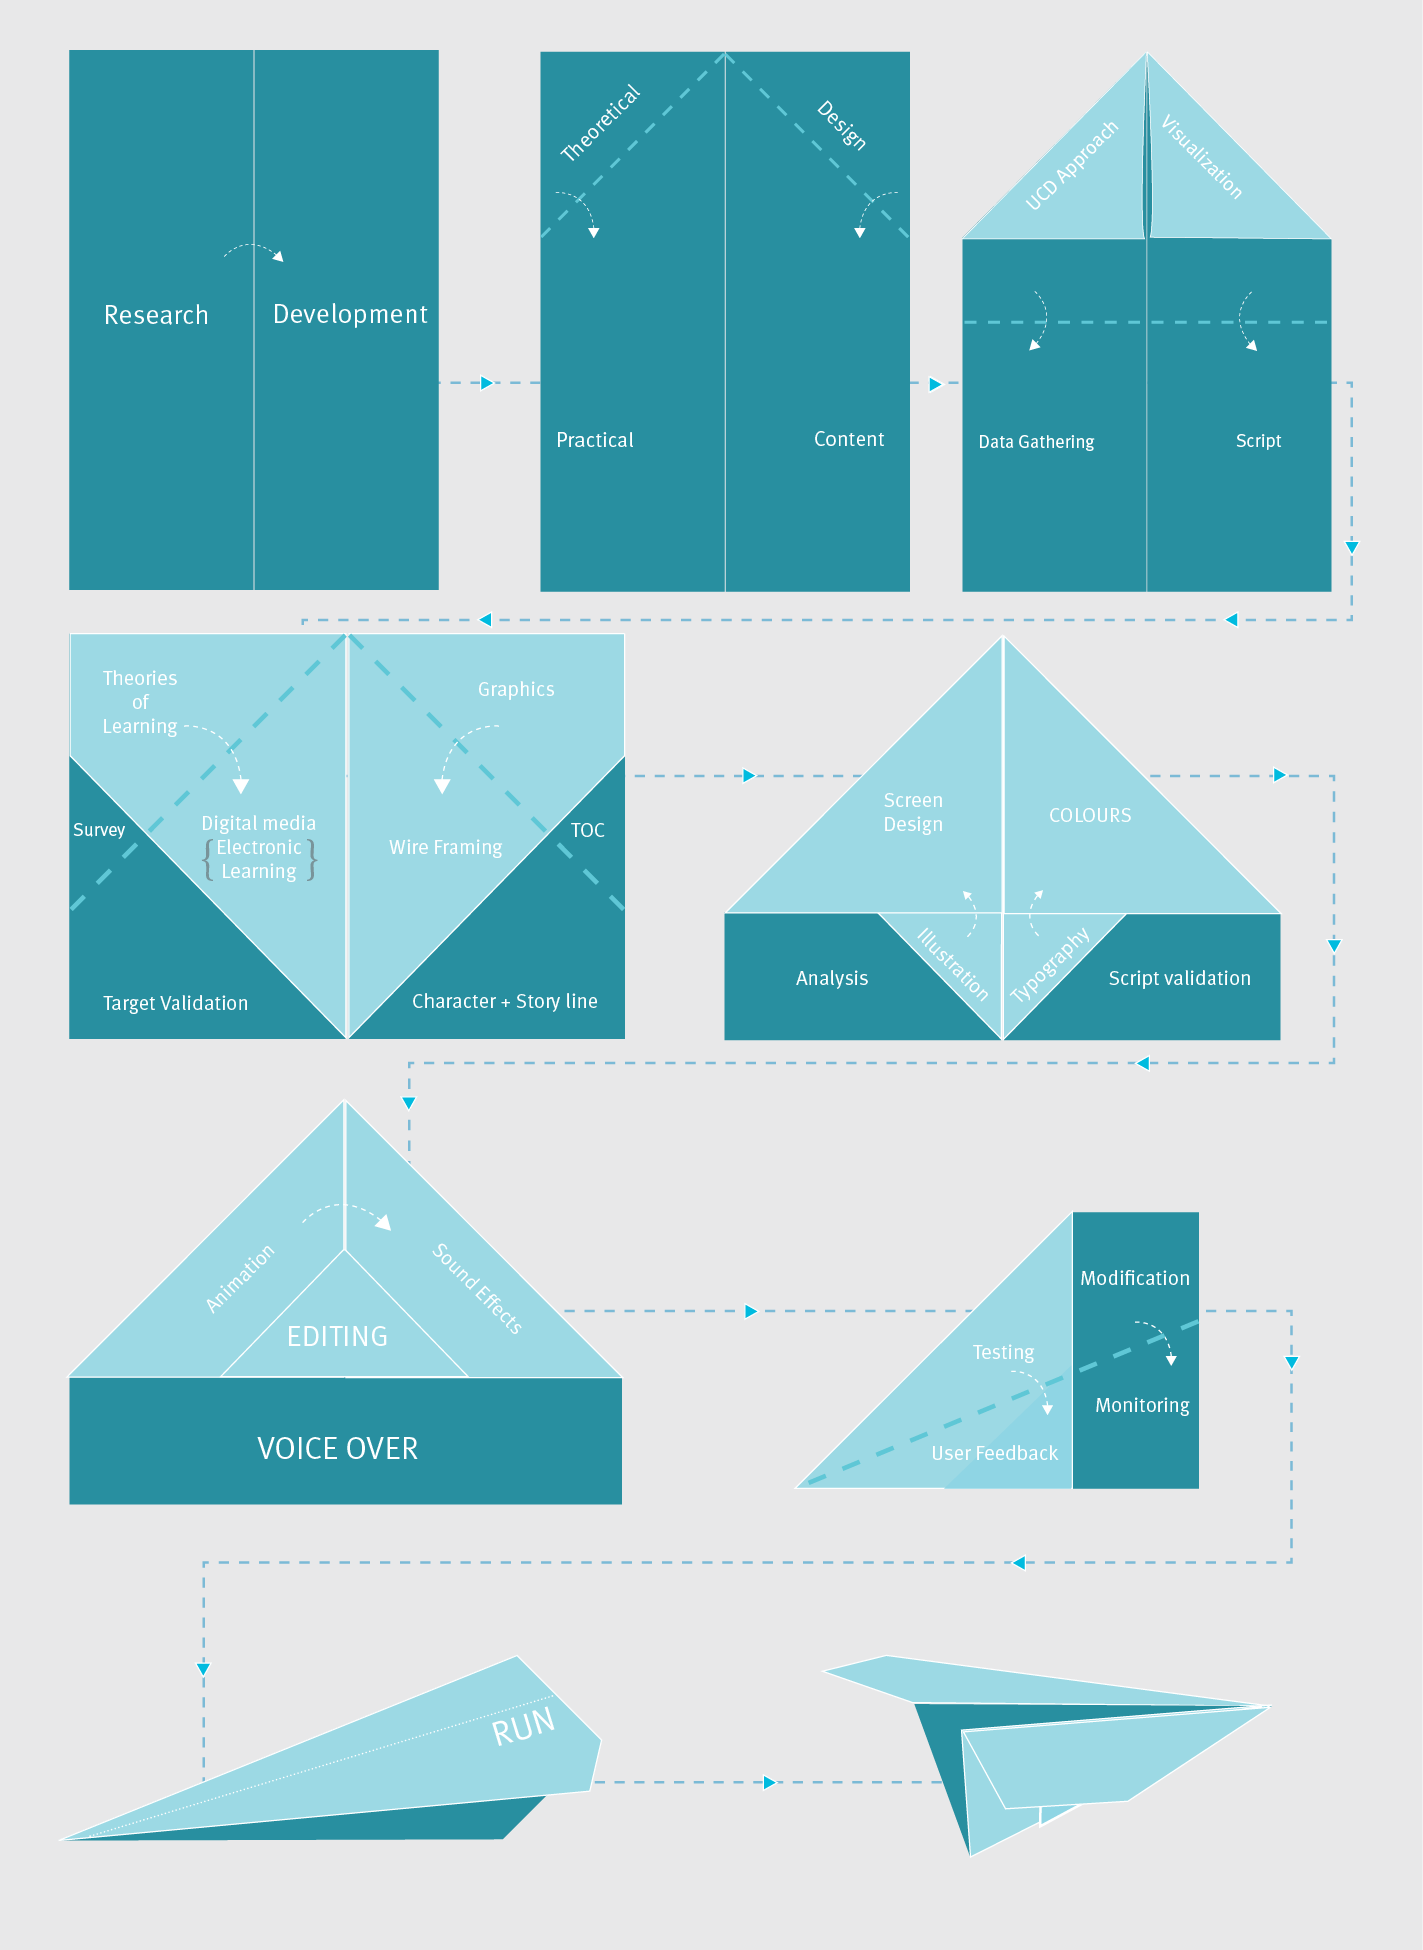 Research
Development
Theoretical
Design
Practical
Content
UCD Approach
Visualization
Data Gathering
Script
Theories
of
Learning
Graphics
Survey
Digital media
{Electronic
Learning}
Wire Framing
TOC
Target Validation
Character + Story line
Screen
Design
COLOURS
Analysis
Illustration
Typography
Script validation
Animation
Sound Effects
EDITING
VOICE OVER
Modification
Testing
Monitoring
User Feedback
RUN